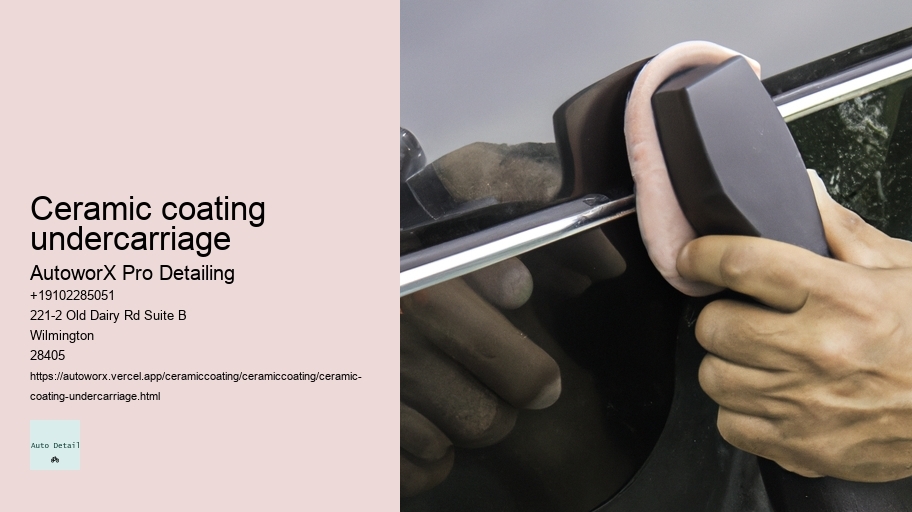 Ceramic coating
undercarriage
AutoworX Pro Detailing
+19102285051
221-2 Old Dairy Rd Suite B
Wilmington
28405
https://autoworx.vercel.app/ceramiccoating/ceramiccoating/ceramic-
coating-undercarriage.html
Auto Detail